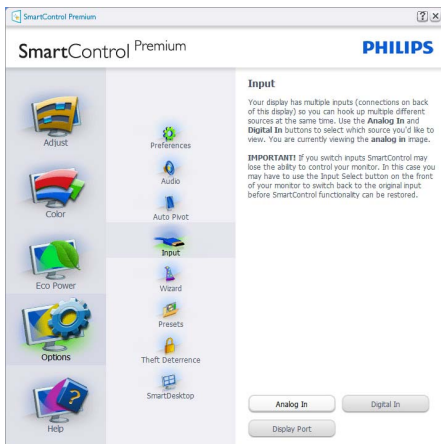 SmartControl Premium
SmartControl Premium
PHILIPS
Adjust
Color
Eco Power
Options
Help
Preferences
Audio
Auto Pivot
Input
Wizard
Presets
Theft Deterrence
SmartDesktop
Input
Your display has multiple inputs (connections on back
of this display) so you can hook up multiple different
sources at the same time. Use the Analog In and
Digital In buttons to select which source you'd like to
view. You are currently viewing the analog in image.
IMPORTANT! If you switch inputs SmartControl may
lose the ability to control your monitor. In this case you
may have to use the Input Select button on the front
of your monitor to switch back to the original input
before SmartControl functionality can be restored.
Analog In
Digital In
Display Port